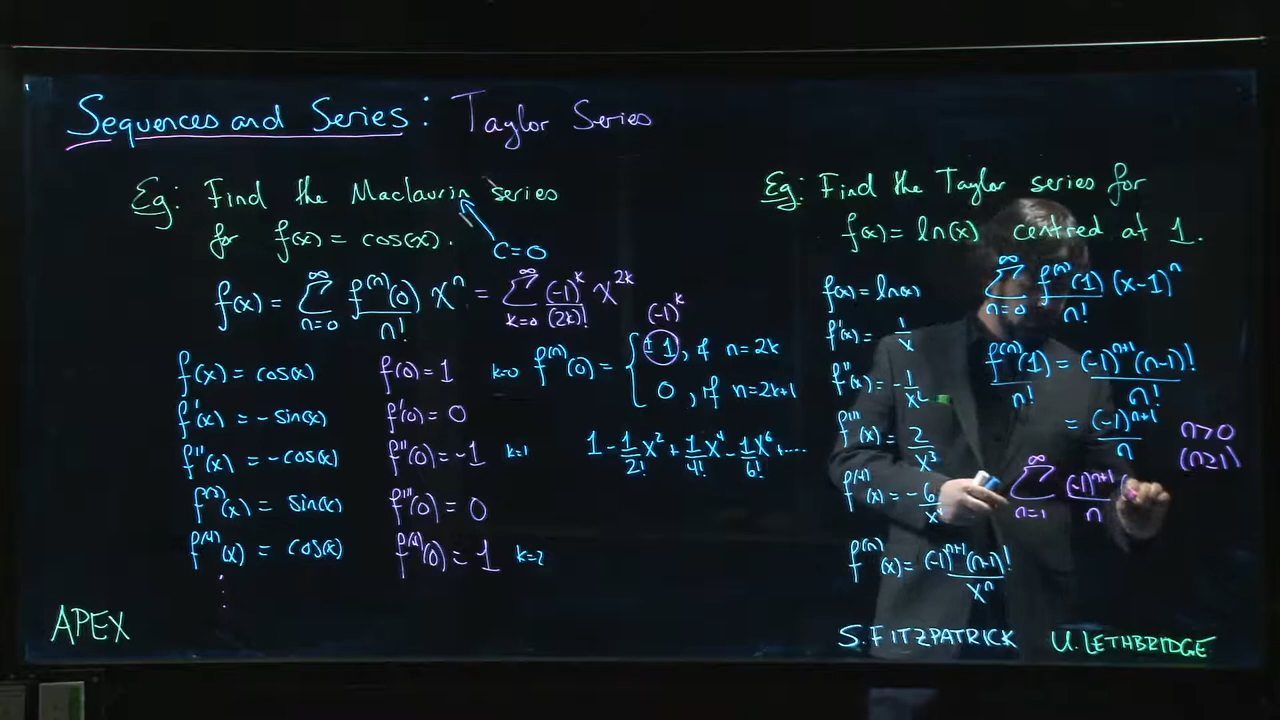 Sequences and Series: Taylor Series
Eg: Find the Maclaurin series
for f(x) = cos(x).
C=0
f(x) = ∑_{n=0}^{∞} f^{(n)}(0)/n! x^n = ∑_{k=0}^{∞} (-1)^k/(2k)! x^{2k}
(-1)^k
f(x) = cos(x) f(0) = 1 k=0
f'(x) = -sin(x) f'(0) = 0
f''(x) = -cos(x) f''(0) = -1 k=1
f'''(x) = sin(x) f'''(0) = 0
f^{(4)}(x) = cos(x) f^{(4)}(0) = 1 k=2
⋮
f^{(n)}(0) = { ±1, if n=2k
0, if n=2k+1
1 - 1/2! x^2 + 1/4! x^4 - 1/6! x^6 + ....
APEX
Eg: Find the Taylor series for
f(x) = ln(x) centred at 1.
f(x) = ln(x)
f'(x) = 1/x
f''(x) = -1/x^2
f'''(x) = 2/x^3
f^{(4)}(x) = -6/x^4
f^{(n)}(x) = (-1)^{n+1}(n-1)!/x^n
∑_{n=0}^{∞} f^{(n)}(1)/n! (x-1)^n
f^{(n)}(1)/n! = (-1)^{n+1}(n-1)!/n!
= (-1)^{n+1}/n
n>0
(n≥1)
∑_{n=1}^{∞} (-1)^{n+1}/n (
S. FITZPATRICK U. LETHBRIDGE